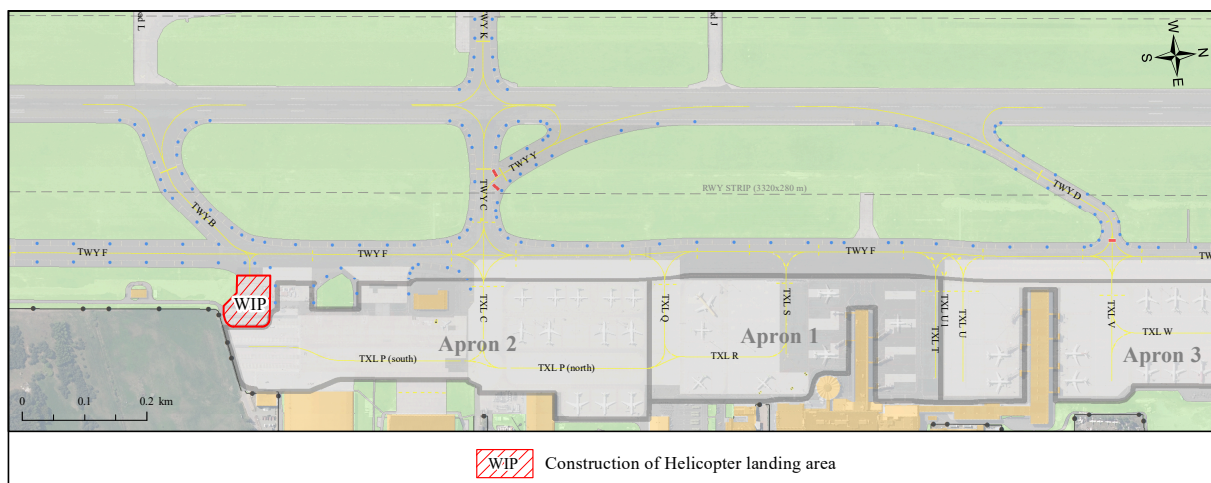 TWY K
W
N
S
E
TWY Y
TWY C
RWY STRIP (3320x280 m)
TWY D
TWY B
TWY F
TWY F
TWY F
TWY F
WIP
TXL C
TXL Q
TXL S
TXL U1
TXL T
TXL U
TXL V
TXL W
Apron 2
Apron 1
Apron 3
TXL P (south)
TXL P (north)
TXL R
0 0.1 0.2 km
WIP Construction of Helicopter landing area